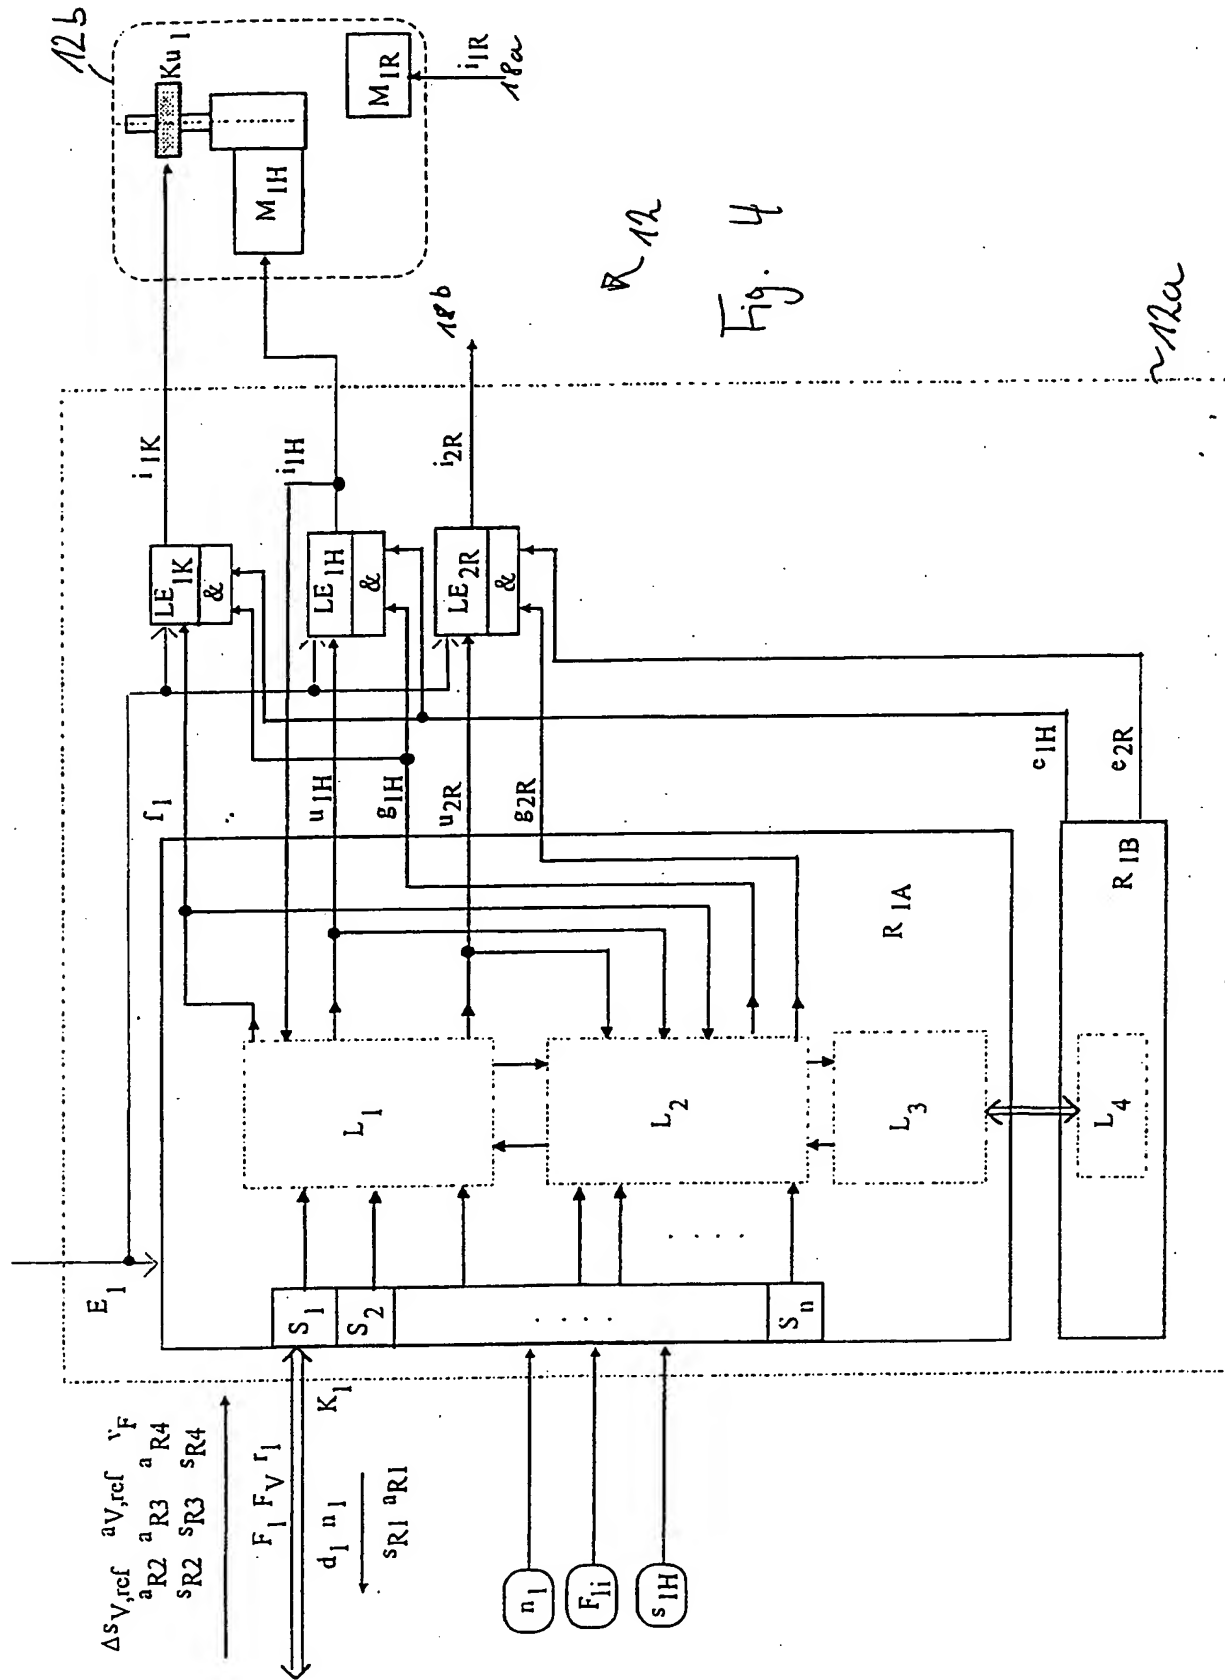 12b
Ku1
M1H
M1R
i1R
18a
i1K
i1H
18b
i2R
12
Fig. 4
~12a
LE1K
&
LE1H
&
LE2R
&
f1
u1H
g1H
u2R
g2R
e1H
e2R
E1
L1
L2
L3
L4
R1A
R1B
S1
S2
. . . .
Sn
. . . .
K1
ΔsV,ref aV,ref vF
aR2 aR3 aR4
sR2 sR3 sR4
F1 FV r1
d1 n1
sR1 aR1
n1
F1i
s1H